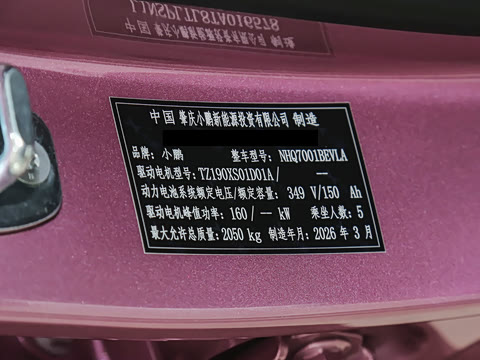 中国 肇庆小鹏新能源投资有限公司 制造
品牌：小鹏 整车型号：NHQ7001BEVLA
驱动电机型号：TZ190XS01D01A/ --
动力电池系统额定电压/额定容量： 349 V/150 Ah
驱动电机峰值功率：160/-- kW 乘坐人数：5
最大允许总质量：2050 kg 制造年月：2026 年 3 月